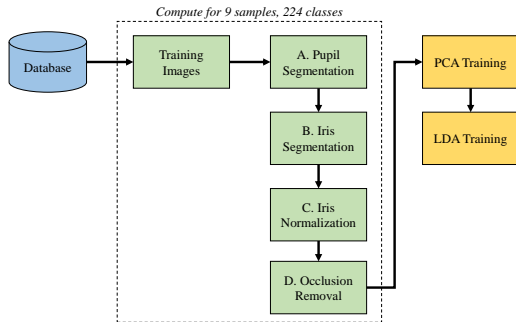 Compute for 9 samples, 224 classes
Database
Training
Images
A. Pupil
Segmentation
B. Iris
Segmentation
C. Iris
Normalization
D. Occlusion
Removal
PCA Training
LDA Training